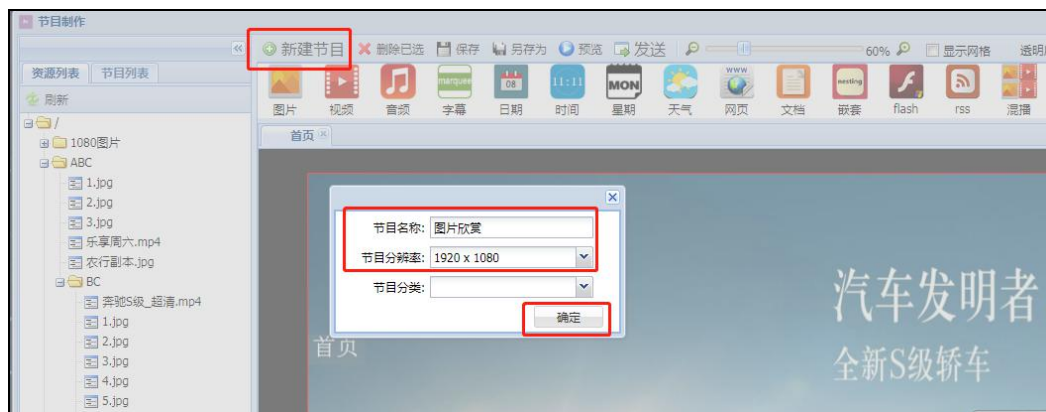 节目制作
新建节目 删除已选 保存 另存为 预览 发送 60% 显示网格 透明
资源列表 节目列表
marquee 08 11:11 MON www nesting
刷新
图片 视频 音频 字幕 日期 时间 星期 天气 网页 文档 嵌套 flash rss 混播
/
首页
1080图片
ABC
1.jpg
2.jpg
3.jpg
乐享周六.mp4
农行副本.jpg
BC
奔驰S级_超清.mp4
1.jpg
2.jpg
3.jpg
4.jpg
5.jpg
节目名称: 图片欣赏
节目分辨率: 1920 x 1080
节目分类:
确定
首页
汽车发明者
全新S级轿车